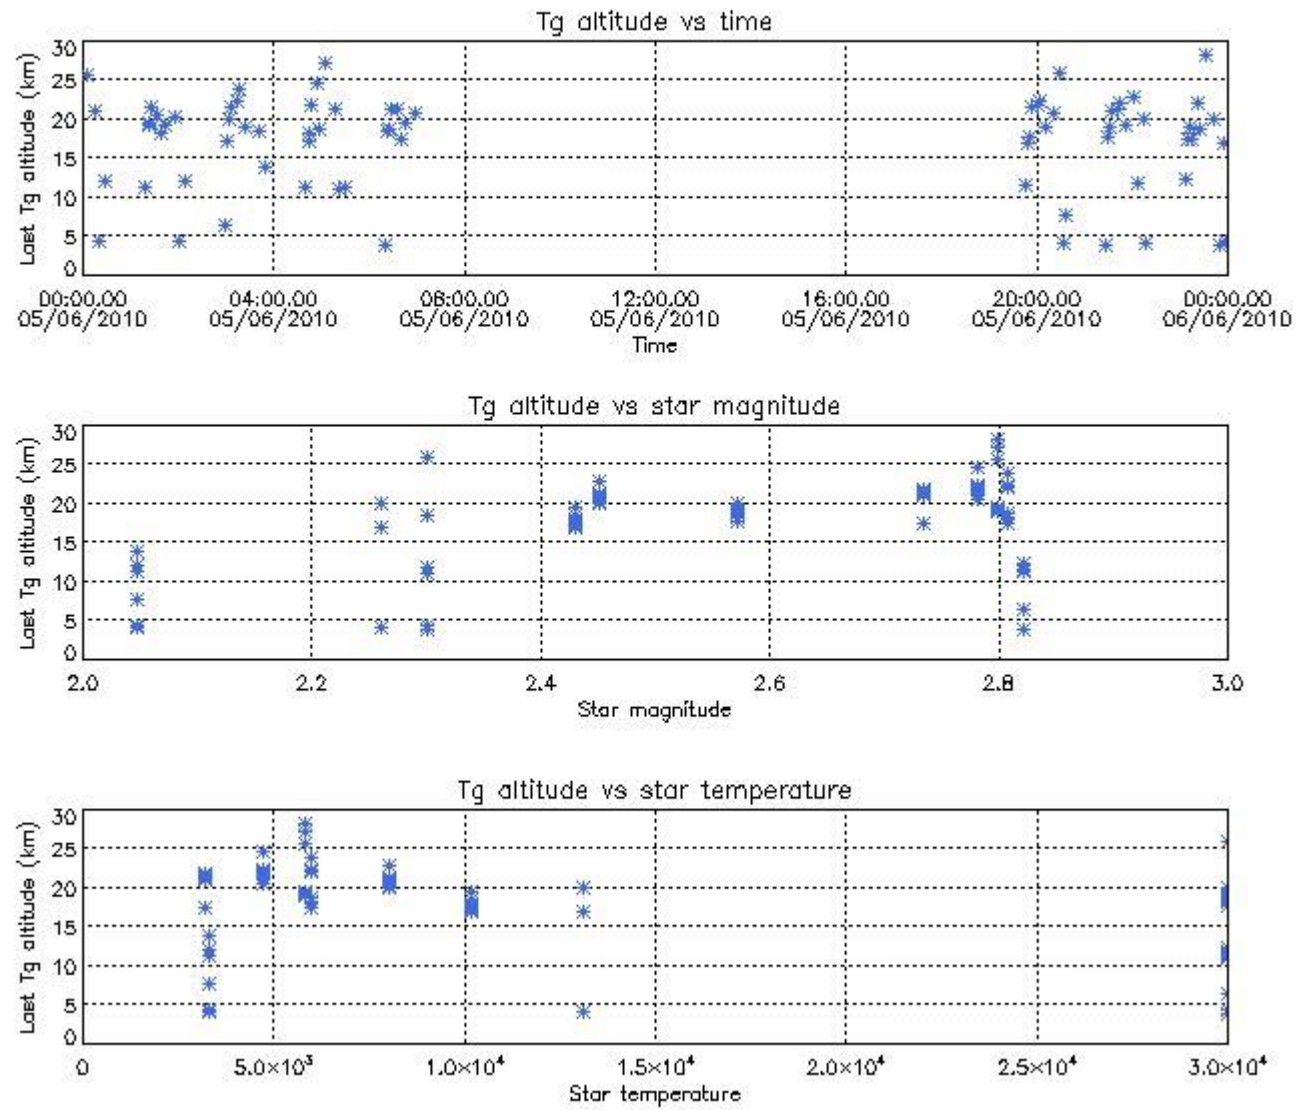 Tg altitude vs time
Last Tg altitude (km)
30
25
20
15
10
5
0
00:00.00 04:00.00 08:00.00 12:00.00 16:00.00 20:00.00 00:00.00
05/06/2010 05/06/2010 05/06/2010 05/06/2010 05/06/2010 05/06/2010 06/06/2010
Time
Tg altitude vs star magnitude
Last Tg altitude (km)
30
25
20
15
10
5
0
2.0 2.2 2.4 2.6 2.8 3.0
Star magnitude
Tg altitude vs star temperature
Last Tg altitude (km)
30
25
20
15
10
5
0
0 5.0×10³ 1.0×10⁴ 1.5×10⁴ 2.0×10⁴ 2.5×10⁴ 3.0×10⁴
Star temperature